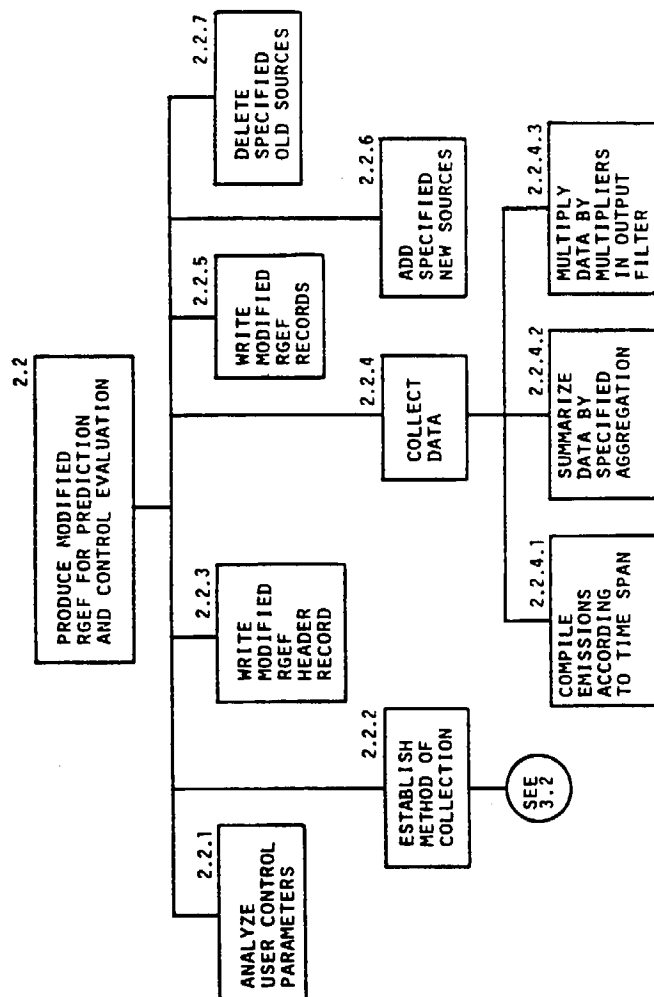 2.2
PRODUCE MODIFIED
RGEF FOR PREDICTION
AND CONTROL EVALUATION
2.2.1
ANALYZE
USER CONTROL
PARAMETERS
2.2.2
ESTABLISH
METHOD OF
COLLECTION
SEE
3.2
2.2.3
WRITE
MODIFIED
RGEF
HEADER
RECORD
2.2.4
COLLECT
DATA
2.2.4.1
COMPILE
EMISSIONS
ACCORDING
TO TIME SPAN
2.2.4.2
SUMMARIZE
DATA BY
SPECIFIED
AGGREGATION
2.2.4.3
MULTIPLY
DATA BY
MULTIPLIERS
IN OUTPUT
FILTER
2.2.5
WRITE
MODIFIED
RGEF
RECORDS
2.2.6
ADD
SPECIFIED
NEW SOURCES
2.2.7
DELETE
SPECIFIED
OLD SOURCES